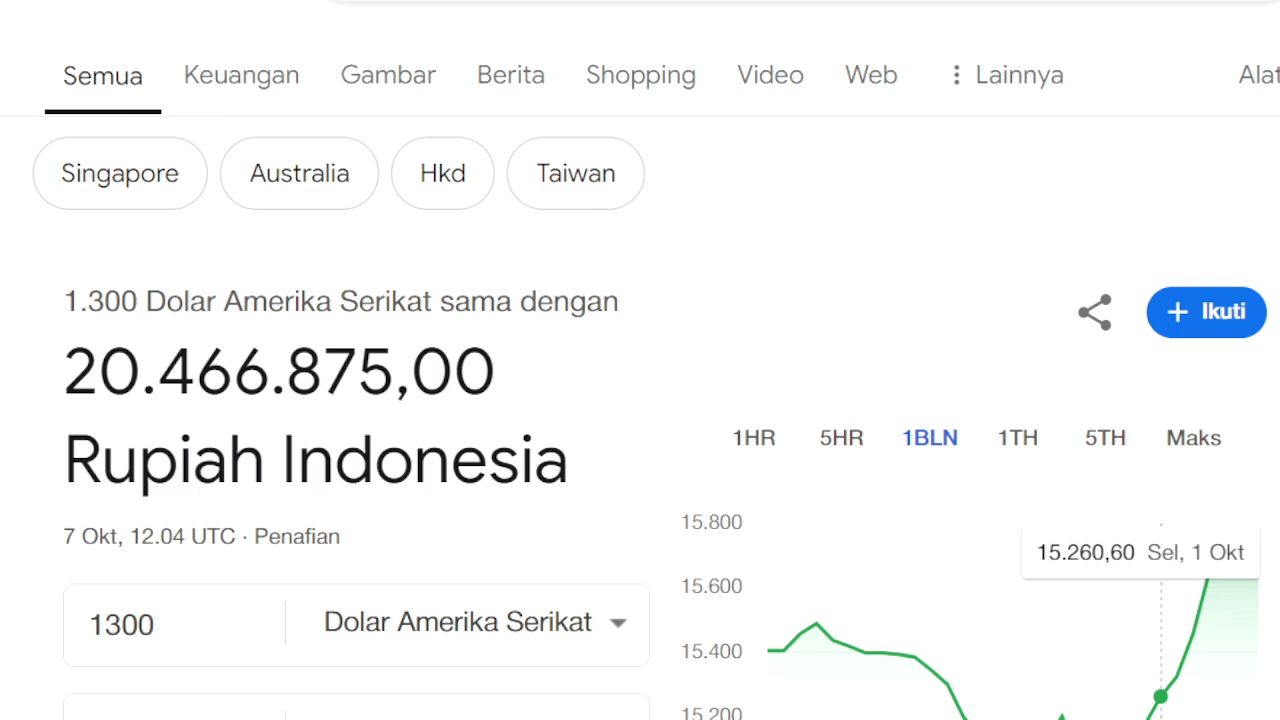 Semua Keuangan Gambar Berita Shopping Video Web Lainnya Alat
Singapore Australia Hkd Taiwan
1.300 Dolar Amerika Serikat sama dengan
20.466.875,00
Rupiah Indonesia
7 Okt, 12.04 UTC · Penafian
1300 Dolar Amerika Serikat
+ Ikuti
1HR 5HR 1BLN 1TH 5TH Maks
15.800
15.260,60 Sel, 1 Okt
15.600
15.400
15.200